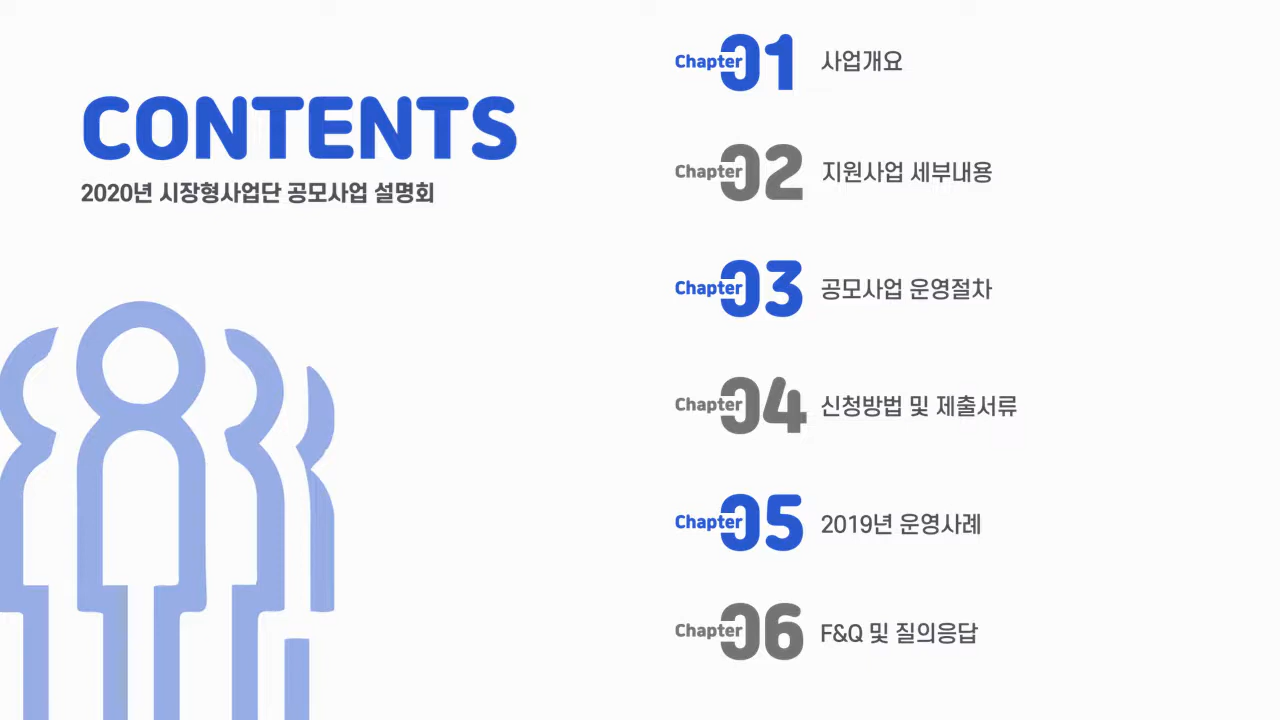 CONTENTS
2020년 시장형사업단 공모사업 설명회
Chapter 01 사업개요
Chapter 02 지원사업 세부내용
Chapter 03 공모사업 운영절차
Chapter 04 신청방법 및 제출서류
Chapter 05 2019년 운영사례
Chapter 06 F&Q 및 질의응답